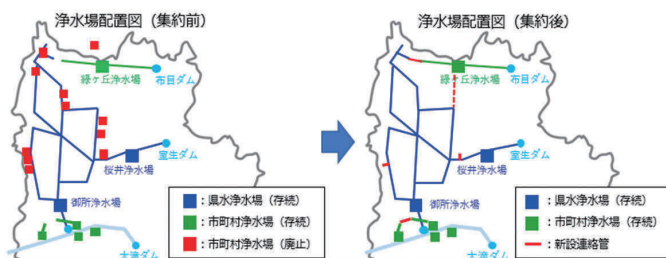 浄水場配置図（集約前）
緑ヶ丘浄水場
布目ダム
室生ダム
桜井浄水場
御所浄水場
大滝ダム
：県水浄水場（存続）
：市町村浄水場（存続）
：市町村浄水場（廃止）
浄水場配置図（集約後）
緑ヶ丘浄水場
布目ダム
室生ダム
桜井浄水場
御所浄水場
大滝ダム
：県水浄水場（存続）
：市町村浄水場（存続）
：新設連絡管